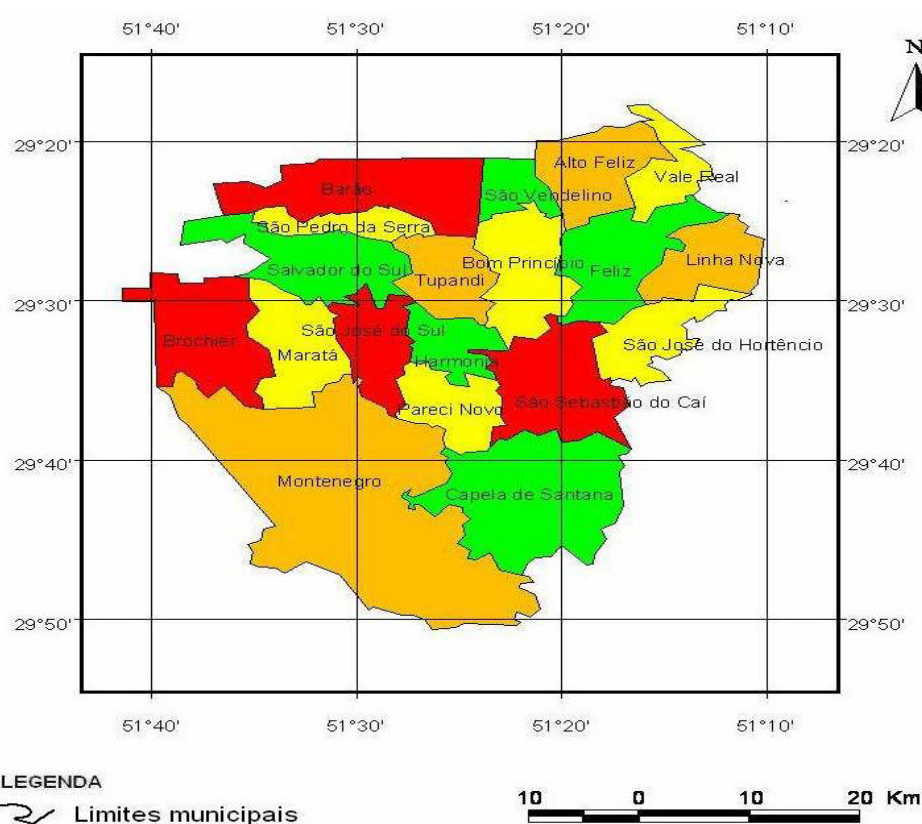 51°40' 51°30' 51°20' 51°10'
N
29°20' 29°20'
Alto Feliz
Vale Real
Barão
São Vendelino
São Pedro da Serra
Bom Princípio
Linha Nova
Salvador do Sul
Feliz
Tupandi
29°30' 29°30'
São José do Sul
Brochier
São José do Hortêncio
Maratá
Harmonia
Pareci Novo
São Sebastião do Caí
29°40' 29°40'
Montenegro
Capela de Santana
29°50' 29°50'
51°40' 51°30' 51°20' 51°10'
LEGENDA
10 0 10 20 Km
Limites municipais